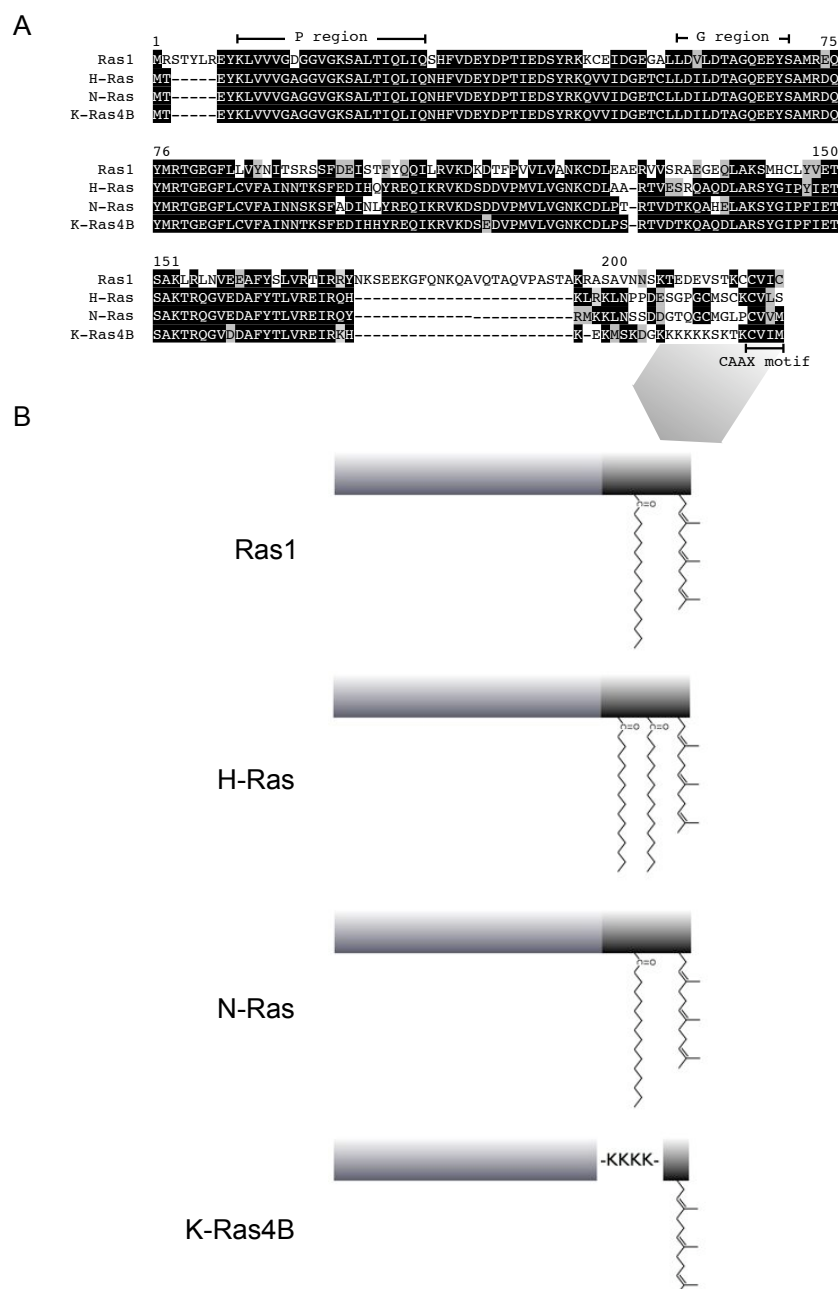 A
P region G region
1 75
Ras1 MRSTYLREYKLVVVGDGGVGKSALTIQLIQSHFVDEYDPTIEDSYRKKCEIDGEGALLDVLDTAGQEEYSAMREQ
H-Ras MT-----EYKLVVVGAGGVGKSALTIQLIQNHFVDEYDPTIEDSYRKQVVIDGETCLLDILDTAGQEEYSAMRDQ
N-Ras MT-----EYKLVVVGAGGVGKSALTIQLIQNHFVDEYDPTIEDSYRKQVVIDGETCLLDILDTAGQEEYSAMRDQ
K-Ras4B MT-----EYKLVVVGAGGVGKSALTIQLIQNHFVDEYDPTIEDSYRKQVVIDGETCLLDILDTAGQEEYSAMRDQ
76 150
Ras1 YMRTGEGFLLVYNITSRSSFDEISTFYQQILRVKDKDTFPVVLVANKCDLEAERVVSRAEGEQLAKSMHCLYVET
H-Ras YMRTGEGFLCVFAINNTKSFEDIHQYREQIKRVKDSDDVPMVLVGNKCDLAA-RTVESRQAQDLARSYGIPYIET
N-Ras YMRTGEGFLCVFAINNSKSFADINLYREQIKRVKDSDDVPMVLVGNKCDLPT-RTVDTKQAHELARSYGIPFIET
K-Ras4B YMRTGEGFLCVFAINNTKSFEDIHHYREQIKRVKDSEDVPMVLVGNKCDLPS-RTVDTKQAQDLARSYGIPFIET
151 200
Ras1 SAKLRLNVEEAFYSLVRTIRRYNKSEEKGFQNKQAVQTAQVPASTAKRASAVNNSKTEDEVSTKCCVIC
H-Ras SAKTRQGVEDAFYTLVREIRQH------------------------KLRKLNPPDESGPGCMSCKCVLS
N-Ras SAKTRQGVEDAFYTLVREIRQY------------------------RMKKLNSSDDGTQGCMGLPCVVM
K-Ras4B SAKTRQGVDDAFYTLVREIRKH------------------------K-EKMSKDGKKKKKKSKTKCVIM
CAAX motif
B
Ras1
H-Ras
N-Ras
-KKKK-
K-Ras4B